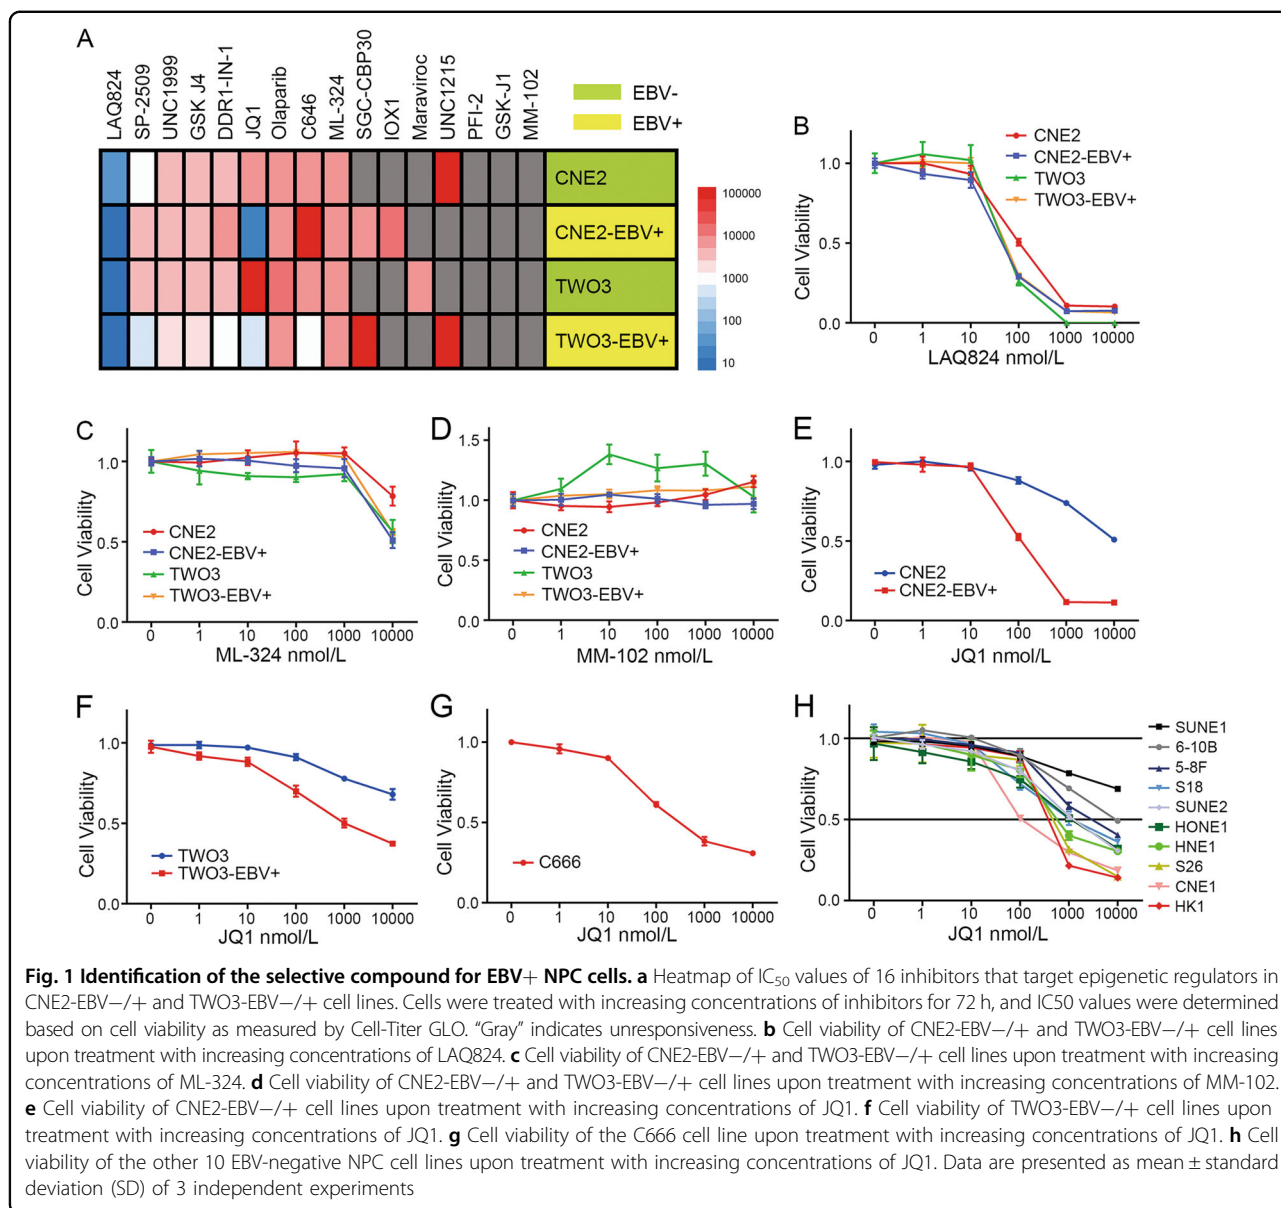 A
LAQ824
SP-2509
UNC1999
GSK J4
DDR1-IN-1
JQ1
Olaparib
C646
ML-324
SGC-CBP30
IOX1
Maraviroc
UNC1215
PFI-2
GSK-J1
MM-102
EBV-
EBV+
CNE2
CNE2-EBV+
TWO3
TWO3-EBV+
100000
10000
1000
100
10
B
CNE2
CNE2-EBV+
TWO3
TWO3-EBV+
Cell Viability
1.0
0.5
0.0
0 1 10 100 1000 10000
LAQ824 nmol/L
C
Cell Viability
1.0
0.5
0.0
CNE2
CNE2-EBV+
TWO3
TWO3-EBV+
0 1 10 100 1000 10000
ML-324 nmol/L
D
Cell Viability
1.5
1.0
0.5
0.0
CNE2
CNE2-EBV+
TWO3
TWO3-EBV+
0 1 10 100 1000 10000
MM-102 nmol/L
E
Cell Viability
1.0
0.5
0.0
CNE2
CNE2-EBV+
0 1 10 100 1000 10000
JQ1 nmol/L
F
Cell Viability
1.0
0.5
0.0
TWO3
TWO3-EBV+
0 1 10 100 1000 10000
JQ1 nmol/L
G
Cell Viability
1.0
0.5
0.0
C666
0 1 10 100 1000 10000
JQ1 nmol/L
H
Cell Viability
1.0
0.5
0.0
0 1 10 100 1000 10000
JQ1 nmol/L
SUNE1
6-10B
5-8F
S18
SUNE2
HONE1
HNE1
S26
CNE1
HK1
Fig. 1 Identification of the selective compound for EBV+ NPC cells. a Heatmap of IC50 values of 16 inhibitors that target epigenetic regulators in
CNE2-EBV−/+ and TWO3-EBV−/+ cell lines. Cells were treated with increasing concentrations of inhibitors for 72 h, and IC50 values were determined
based on cell viability as measured by Cell-Titer GLO. “Gray” indicates unresponsiveness. b Cell viability of CNE2-EBV−/+ and TWO3-EBV−/+ cell lines
upon treatment with increasing concentrations of LAQ824. c Cell viability of CNE2-EBV−/+ and TWO3-EBV−/+ cell lines upon treatment with increasing
concentrations of ML-324. d Cell viability of CNE2-EBV−/+ and TWO3-EBV−/+ cell lines upon treatment with increasing concentrations of MM-102.
e Cell viability of CNE2-EBV−/+ cell lines upon treatment with increasing concentrations of JQ1. f Cell viability of TWO3-EBV−/+ cell lines upon
treatment with increasing concentrations of JQ1. g Cell viability of the C666 cell line upon treatment with increasing concentrations of JQ1. h Cell
viability of the other 10 EBV-negative NPC cell lines upon treatment with increasing concentrations of JQ1. Data are presented as mean ± standard
deviation (SD) of 3 independent experiments